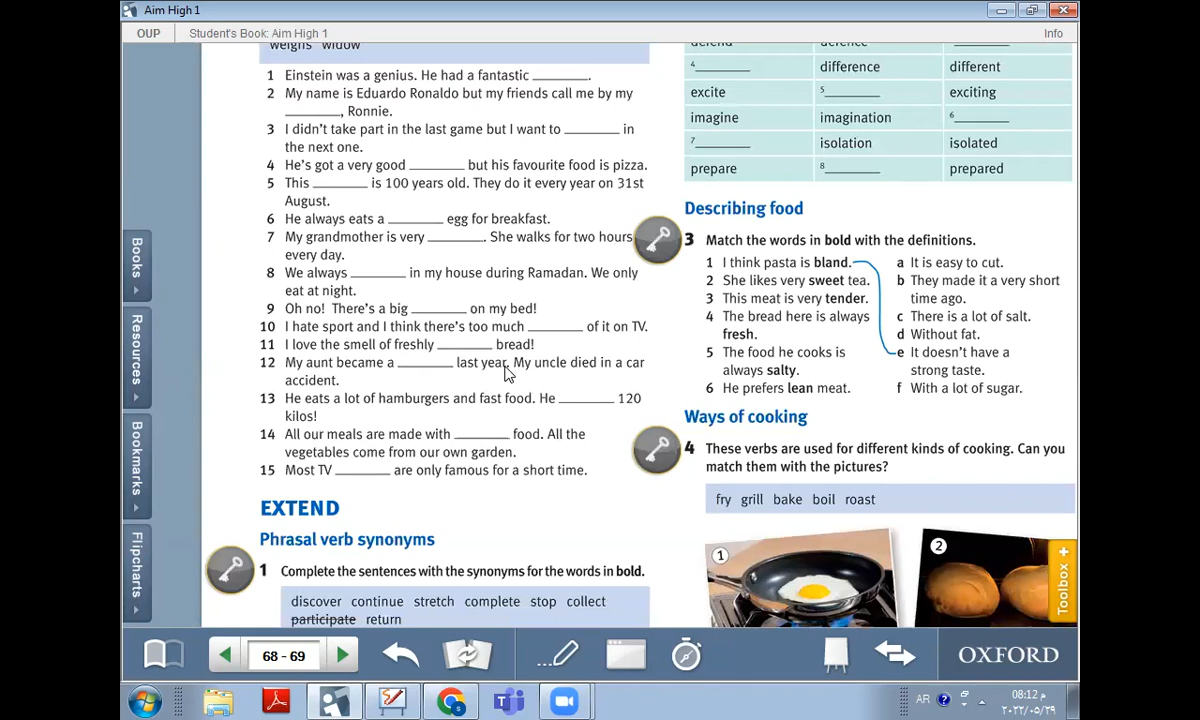 Aim High 1
OUP
Student's Book: Aim High 1
Info
weighs widow
1 Einstein was a genius. He had a fantastic ________.
2 My name is Eduardo Ronaldo but my friends call me by my
________, Ronnie.
3 I didn't take part in the last game but I want to ________ in
the next one.
4 He's got a very good ________ but his favourite food is pizza.
5 This ________ is 100 years old. They do it every year on 31st
August.
6 He always eats a ________ egg for breakfast.
7 My grandmother is very ________. She walks for two hours
every day.
8 We always ________ in my house during Ramadan. We only
eat at night.
9 Oh no! There's a big ________ on my bed!
10 I hate sport and I think there's too much ________ of it on TV.
11 I love the smell of freshly ________ bread!
12 My aunt became a ________ last year. My uncle died in a car
accident.
13 He eats a lot of hamburgers and fast food. He ________ 120
kilos!
14 All our meals are made with ________ food. All the
vegetables come from our own garden.
15 Most TV ________ are only famous for a short time.
EXTEND
Phrasal verb synonyms
1 Complete the sentences with the synonyms for the words in bold.
discover continue stretch complete stop collect
participate return
defend defence ________
4 ________ difference different
excite 5 ________ exciting
imagine imagination 6 ________
7 ________ isolation isolated
prepare 8 ________ prepared
Describing food
3 Match the words in bold with the definitions.
1 I think pasta is bland.
2 She likes very sweet tea.
3 This meat is very tender.
4 The bread here is always
fresh.
5 The food he cooks is
always salty.
6 He prefers lean meat.
a It is easy to cut.
b They made it a very short
time ago.
c There is a lot of salt.
d Without fat.
e It doesn't have a
strong taste.
f With a lot of sugar.
Ways of cooking
4 These verbs are used for different kinds of cooking. Can you
match them with the pictures?
fry grill bake boil roast
1
2
Books
Resources
Bookmarks
Flipcharts
Toolbox +
68 - 69
OXFORD
AR
08:12 م
٢٠٢٢/٠٥/٢٩